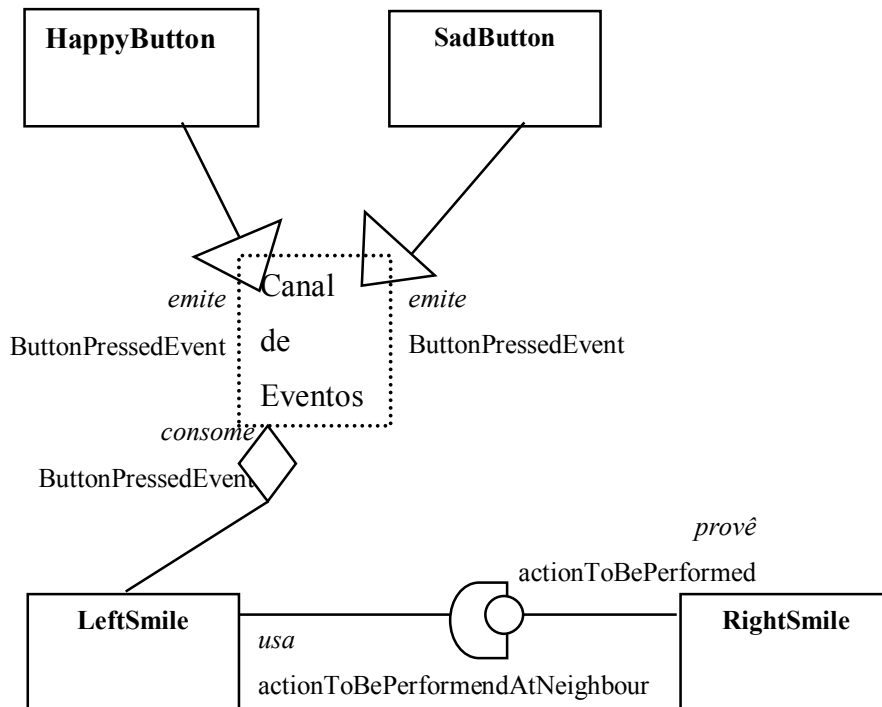 HappyButton
SadButton
Canal
de
Eventos
emite
ButtonPressedEvent
emite
ButtonPressedEvent
consome
ButtonPressedEvent
provê
actionToBePerformed
LeftSmile
RightSmile
usa
actionToBePerformendAtNeighbour